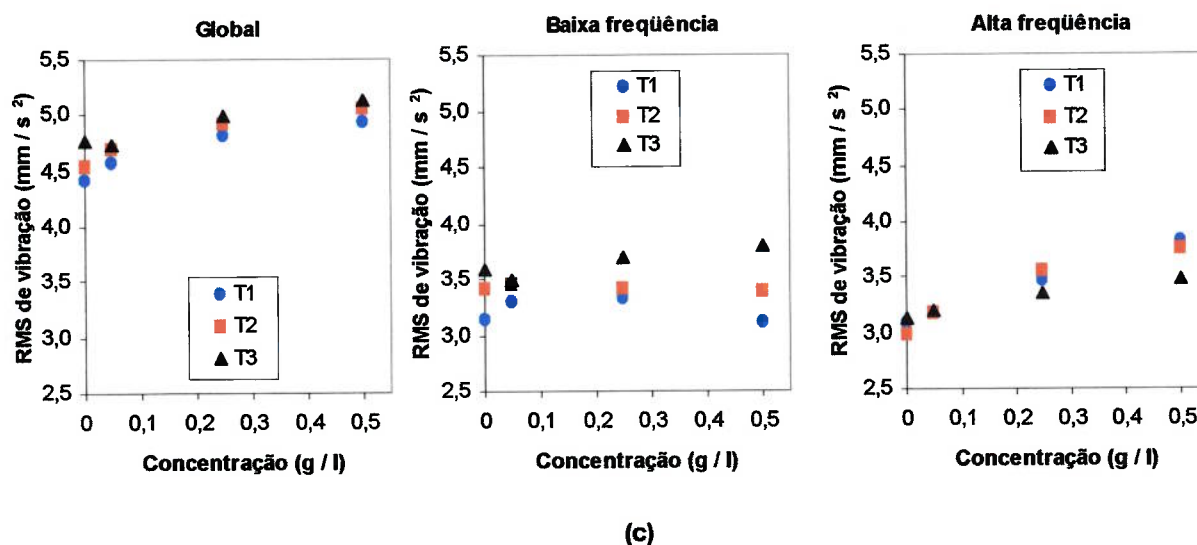 Global
RMS de vibração (mm / s ²)
5,5
5,0
4,5
4,0
3,5
3,0
2,5
T1
T2
T3
0 0,1 0,2 0,3 0,4 0,5
Concentração (g / l)
Baixa freqüência
RMS de vibração (mm / s ²)
5,5
5,0
4,5
4,0
3,5
3,0
2,5
T1
T2
T3
0 0,1 0,2 0,3 0,4 0,5
Concentração (g / l)
Alta freqüência
RMS de vibração (mm / s ²)
5,5
5,0
4,5
4,0
3,5
3,0
2,5
T1
T2
T3
0 0,1 0,2 0,3 0,4 0,5
Concentração (g / l)
(c)